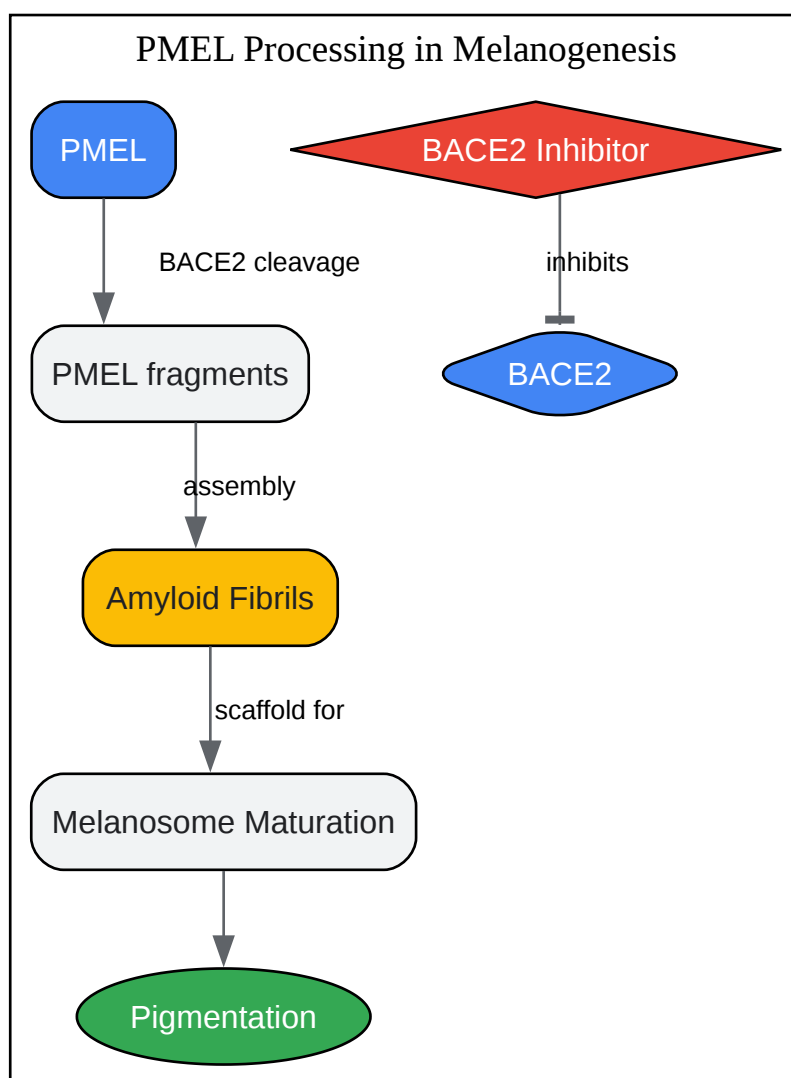 PMEL Processing in Melanogenesis
PMEL
BACE2 Inhibitor
BACE2 cleavage
inhibits
PMEL fragments
BACE2
assembly
Amyloid Fibrils
scaffold for
Melanosome Maturation
Pigmentation